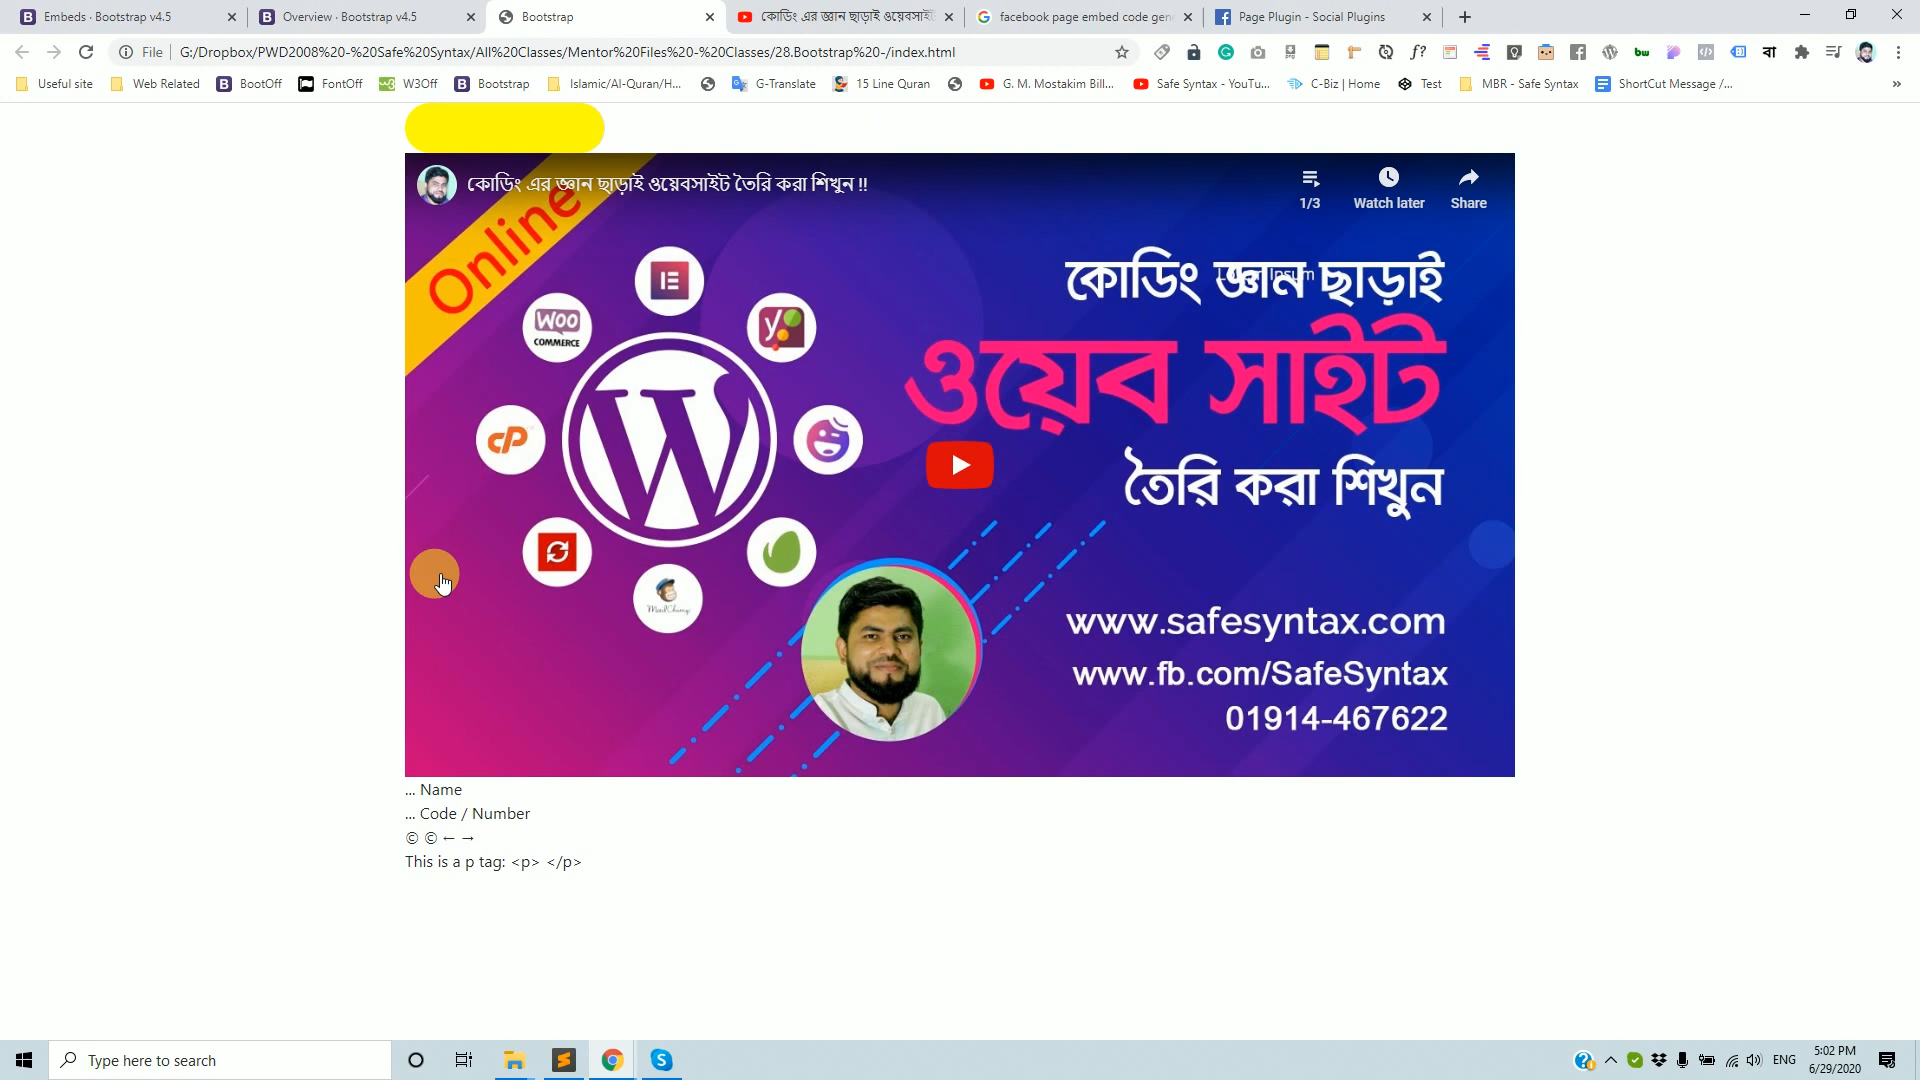 Embeds · Bootstrap v4.5
Overview · Bootstrap v4.5
Bootstrap
কোডিং এর জ্ঞান ছাড়াই ওয়েবসাইট
facebook page embed code gen
Page Plugin - Social Plugins
File
G:/Dropbox/PWD2008%20-%20Safe%20Syntax/All%20Classes/Mentor%20Files%20-%20Classes/28.Bootstrap%20-/index.html
Useful site
Web Related
BootOff
FontOff
W3Off
Bootstrap
Islamic/Al-Quran/H...
G-Translate
15 Line Quran
G. M. Mostakim Bill...
Safe Syntax - YouTu...
C-Biz | Home
Test
MBR - Safe Syntax
ShortCut Message /...
কোডিং এর জ্ঞান ছাড়াই ওয়েবসাইট তৈরি করা শিখুন !!
1/3
Watch later
Share
Online
WOO
COMMERCE
কোডিং জ্ঞান ছাড়াই
ওয়েব সাইট
তৈরি করা শিখুন
MailChimp
www.safesyntax.com
www.fb.com/SafeSyntax
01914-467622
... Name
... Code / Number
© © ← →
This is a p tag: <p> </p>
Type here to search
ENG
5:02 PM
6/29/2020